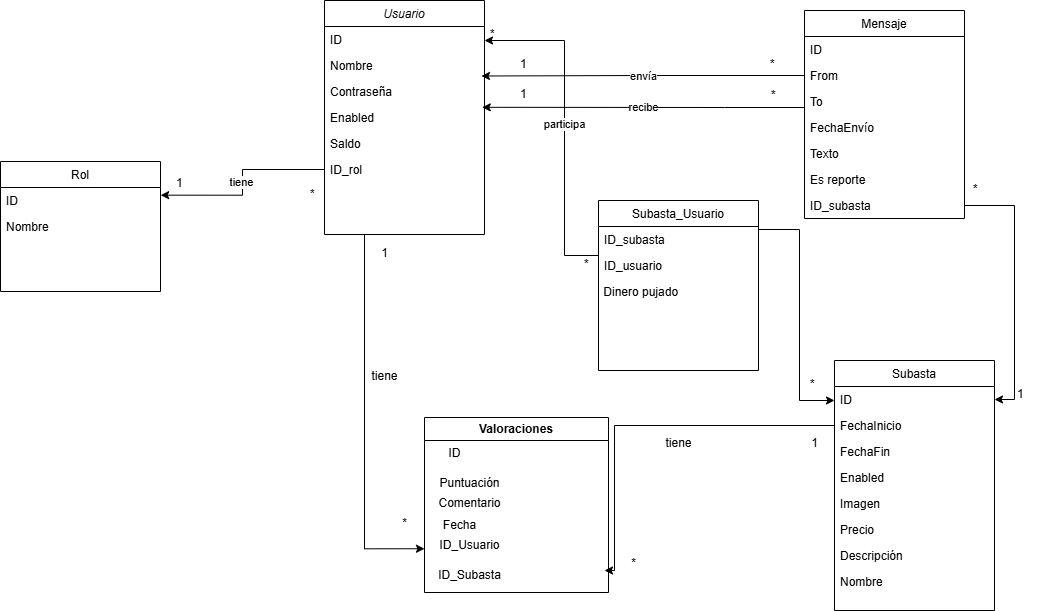 Usuario
ID
Nombre
Contraseña
Enabled
Saldo
ID_rol
Mensaje
ID
From
To
FechaEnvío
Texto
Es reporte
ID_subasta
*
1
*
envía
1
*
recibe
participa
Rol
ID
Nombre
1
tiene
*
*
1
Subasta_Usuario
ID_subasta
ID_usuario
Dinero pujado
*
tiene
*
1
Subasta
ID
FechaInicio
FechaFin
Enabled
Imagen
Precio
Descripción
Nombre
Valoraciones
ID
Puntuación
Comentario
Fecha
ID_Usuario
ID_Subasta
*
tiene
1
*